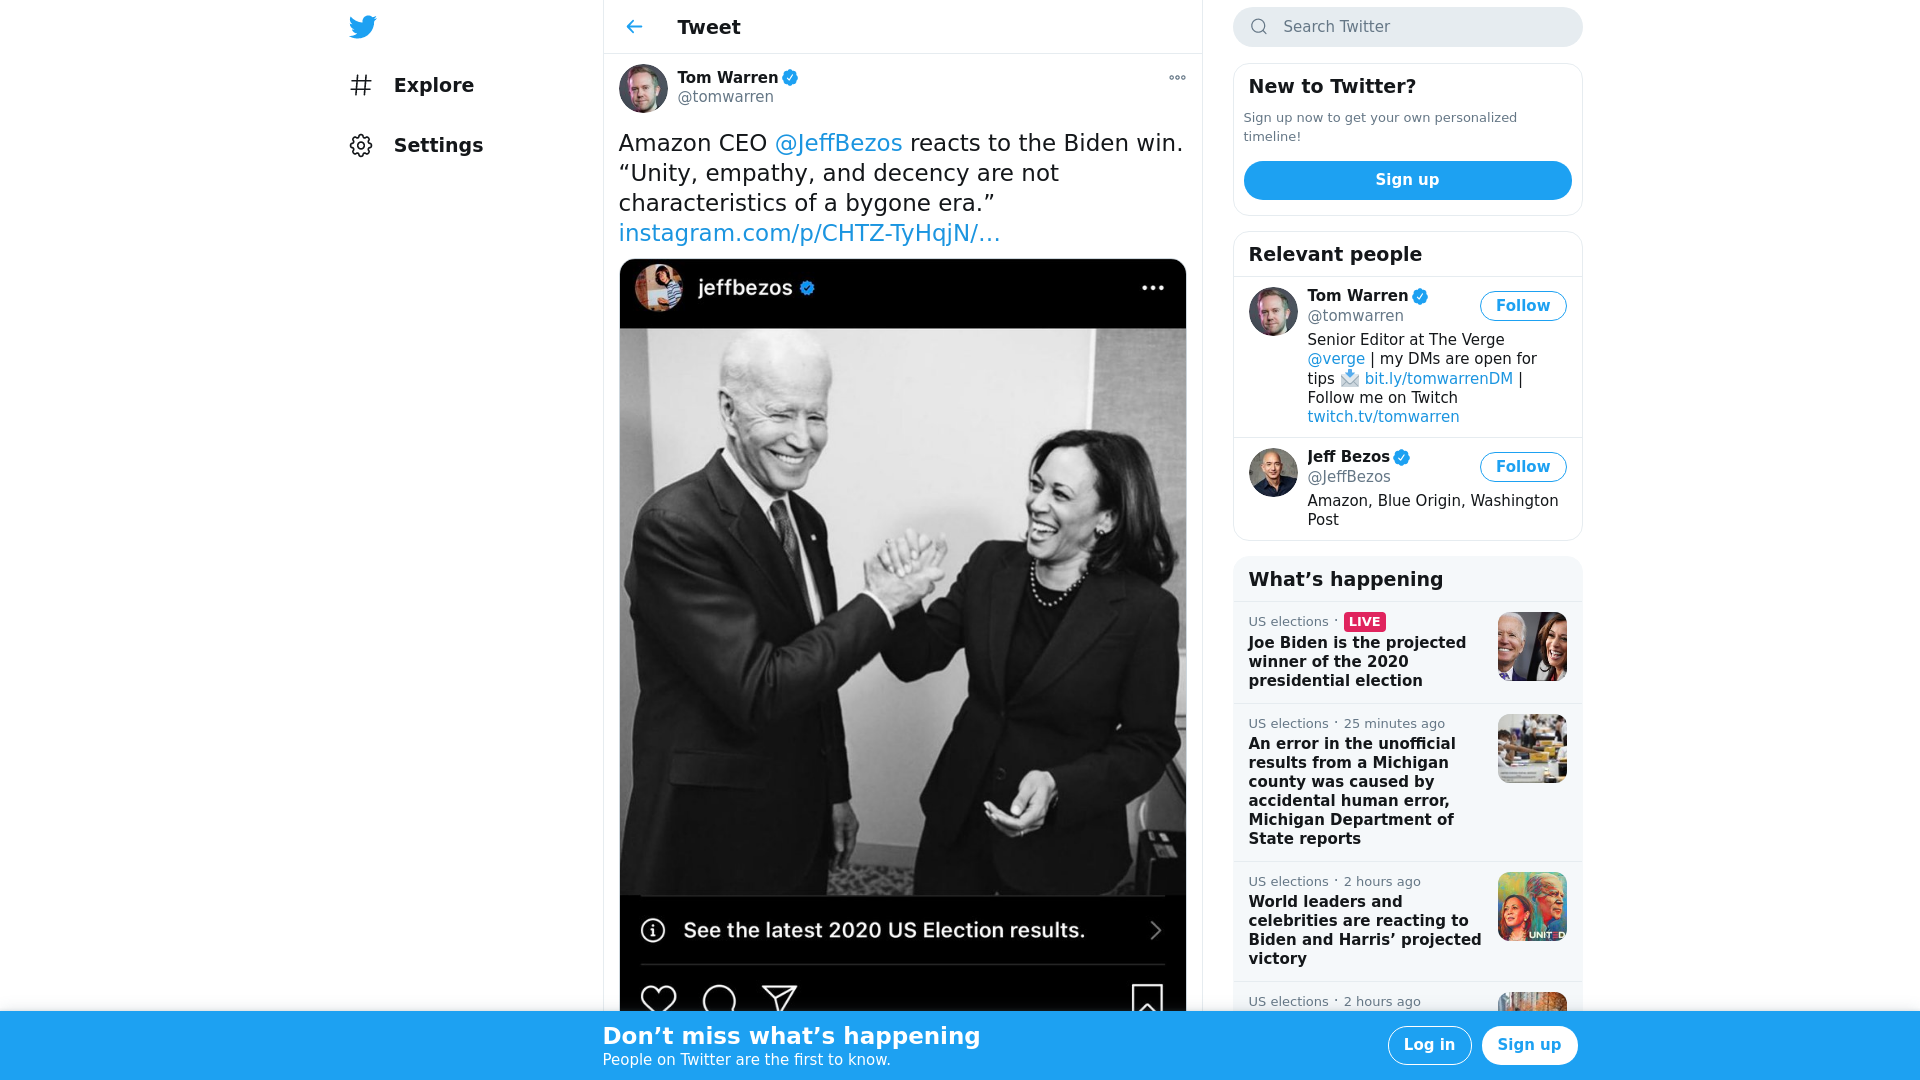 Explore
Settings
Tweet
Tom Warren
@tomwarren
Amazon CEO @JeffBezos reacts to the Biden win.
“Unity, empathy, and decency are not
characteristics of a bygone era.”
instagram.com/p/CHTZ-TyHqjN/…
jeffbezos
See the latest 2020 US Election results.
Search Twitter
New to Twitter?
Sign up now to get your own personalized
timeline!
Sign up
Relevant people
Tom Warren
@tomwarren
Follow
Senior Editor at The Verge
@verge | my DMs are open for
tips 📩 bit.ly/tomwarrenDM |
Follow me on Twitch
twitch.tv/tomwarren
Jeff Bezos
@JeffBezos
Follow
Amazon, Blue Origin, Washington
Post
What’s happening
US elections · LIVE
Joe Biden is the projected
winner of the 2020
presidential election
US elections · 25 minutes ago
An error in the unofficial
results from a Michigan
county was caused by
accidental human error,
Michigan Department of
State reports
US elections · 2 hours ago
World leaders and
celebrities are reacting to
Biden and Harris’ projected
victory
UNITED
US elections · 2 hours ago
Don’t miss what’s happening
People on Twitter are the first to know.
Log in
Sign up